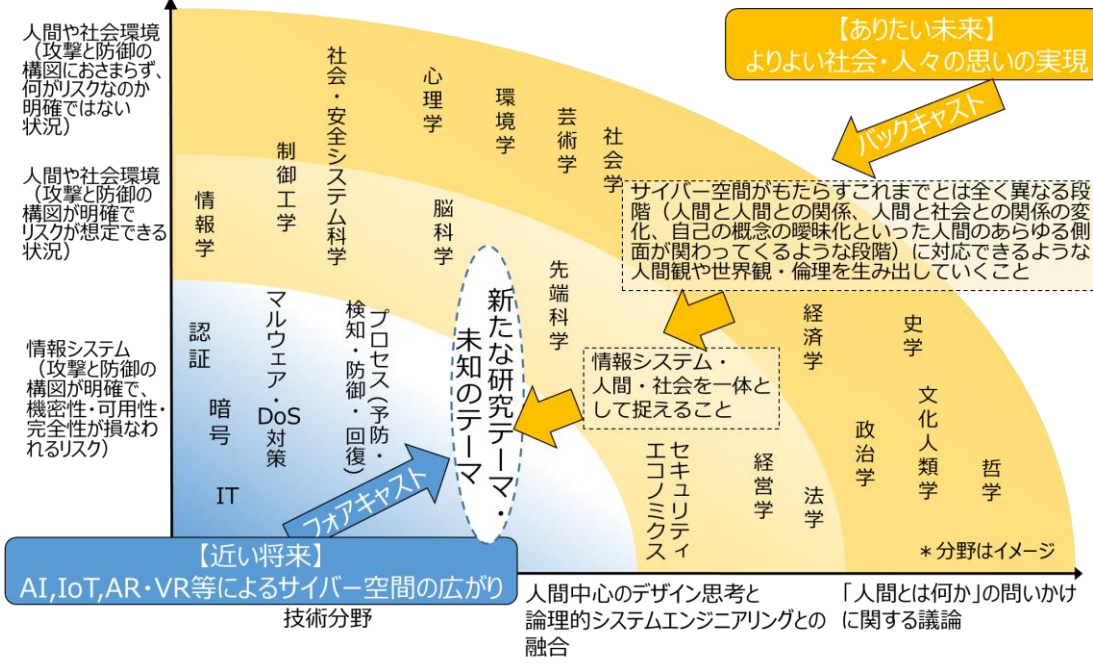 人間や社会環境
（攻撃と防御の
構図におさまらず、
何がリスクなのか
明確ではない
状況）
人間や社会環境
（攻撃と防御の
構図が明確で
リスクが想定できる
状況）
情報システム
（攻撃と防御の
構図が明確で、
機密性・可用性・
完全性が損なわ
れるリスク）
【ありたい未来】
よりよい社会・人々の思いの実現
バックキャスト
社会・安全システム科学
心理学
環境学
芸術学
社会学
制御工学
情報学
脳科学
先端科学
サイバー空間がもたらすこれまでとは全く異なる段
階（人間と人間との関係、人間と社会との関係の変
化、自己の概念の曖昧化といった人間のあらゆる側
面が関わってくるような段階）に対応できるような
人間観や世界観・倫理を生み出していくこと
認証
暗号
IT
マルウェア・
DoS
対策
プロセス（予防・
検知・防御・回復）
新たな研究テーマ・
未知のテーマ
情報システム・
人間・社会を一体と
して捉えること
経済学
史学
文化人類学
政治学
哲学
セキュリティ
エコノミクス
経営学
法学
＊分野はイメージ
フォアキャスト
【近い将来】
AI,IoT,AR・VR等によるサイバー空間の広がり
技術分野
人間中心のデザイン思考と
論理的システムエンジニアリングとの
融合
「人間とは何か」の問いかけ
に関する議論